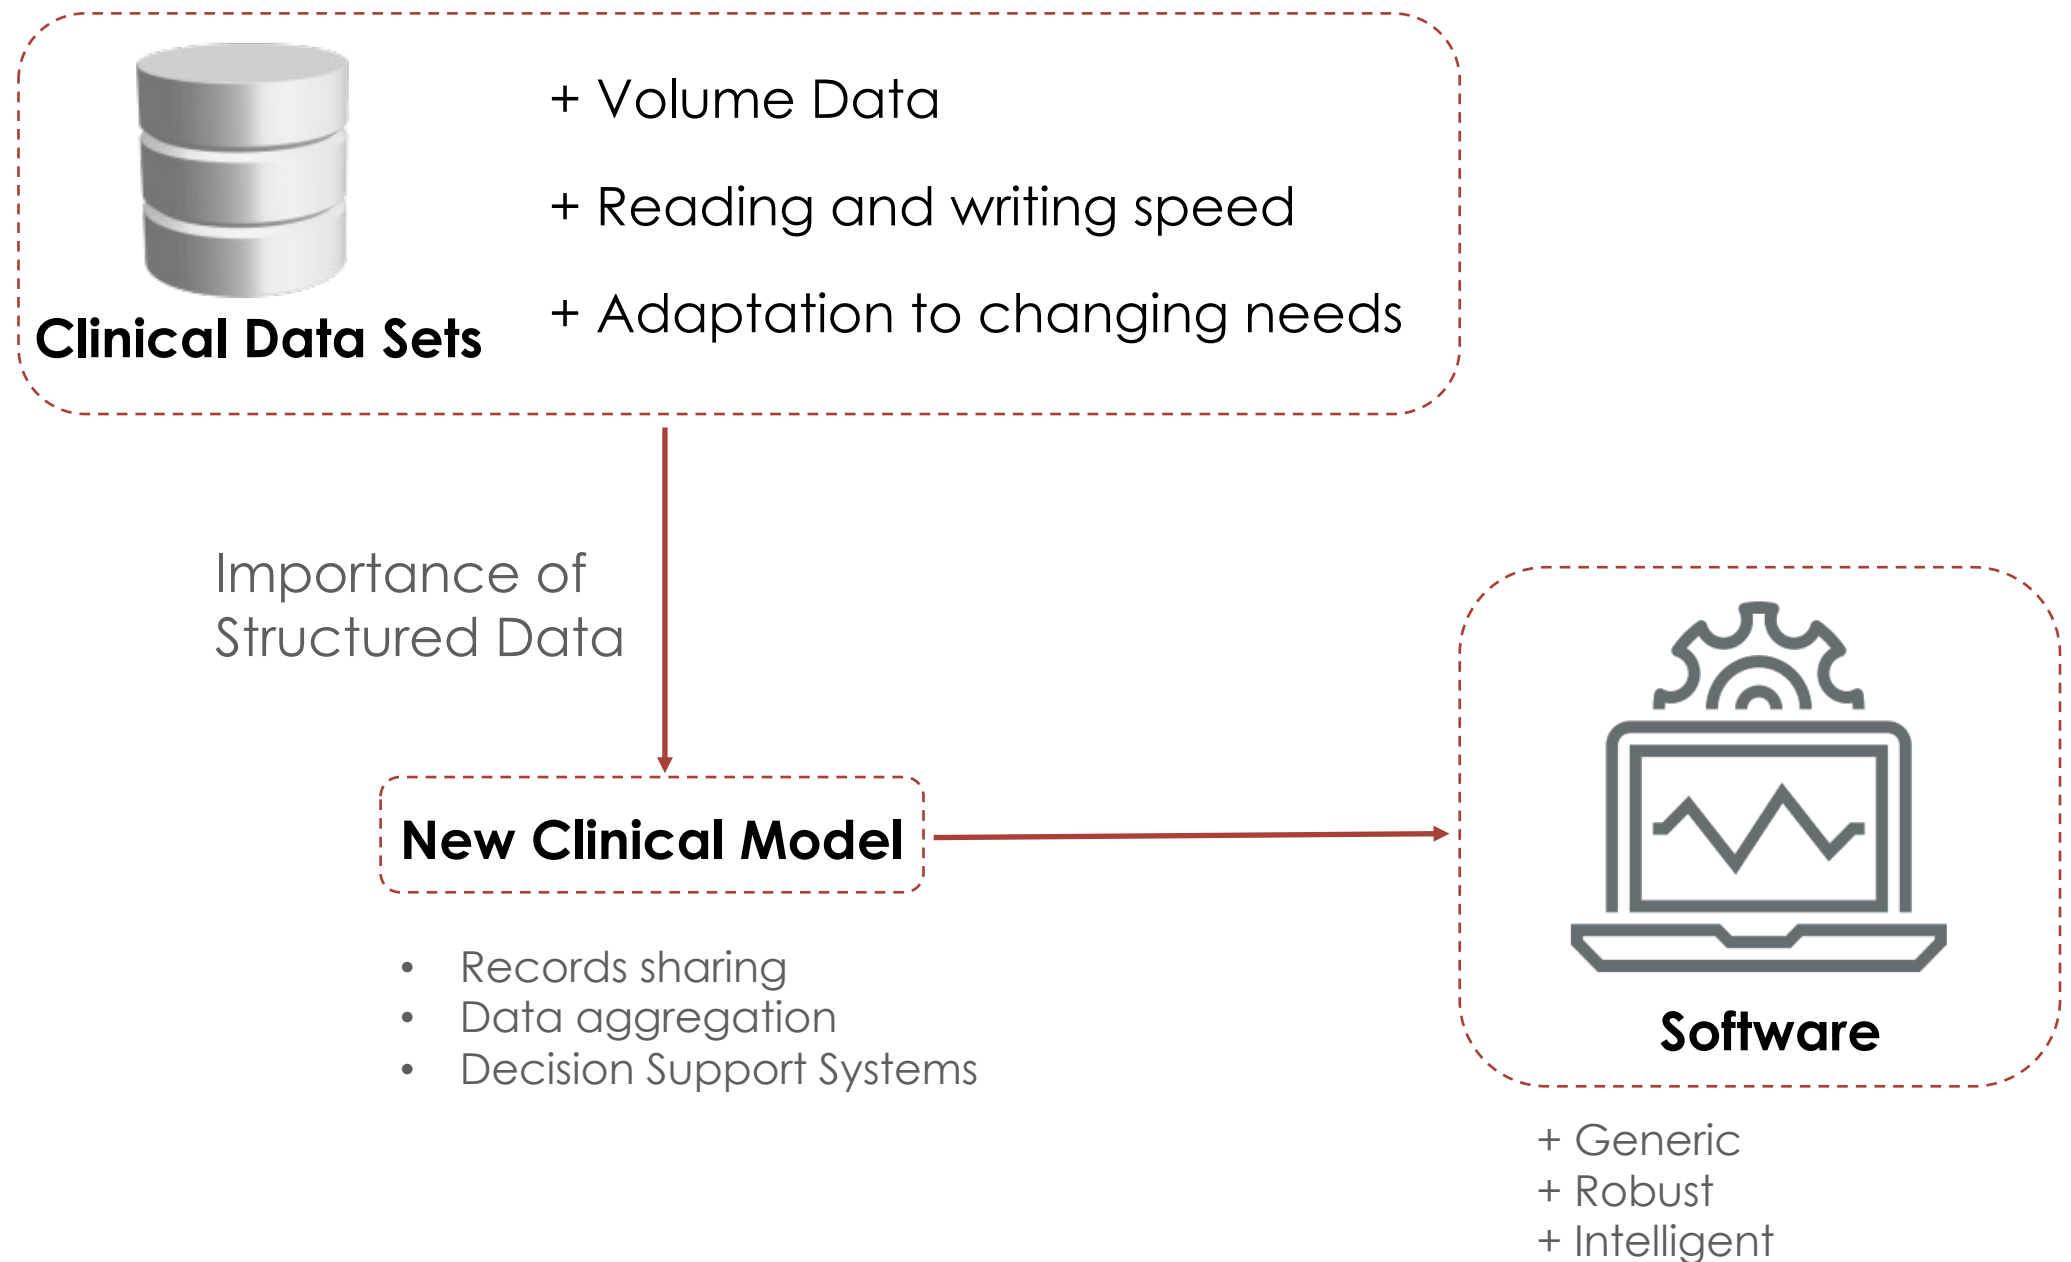 + Volume Data
+ Reading and writing speed
+ Adaptation to changing needs
Clinical Data Sets
Importance of
Structured Data
New Clinical Model
• Records sharing
• Data aggregation
• Decision Support Systems
Software
+ Generic
+ Robust
+ Intelligent